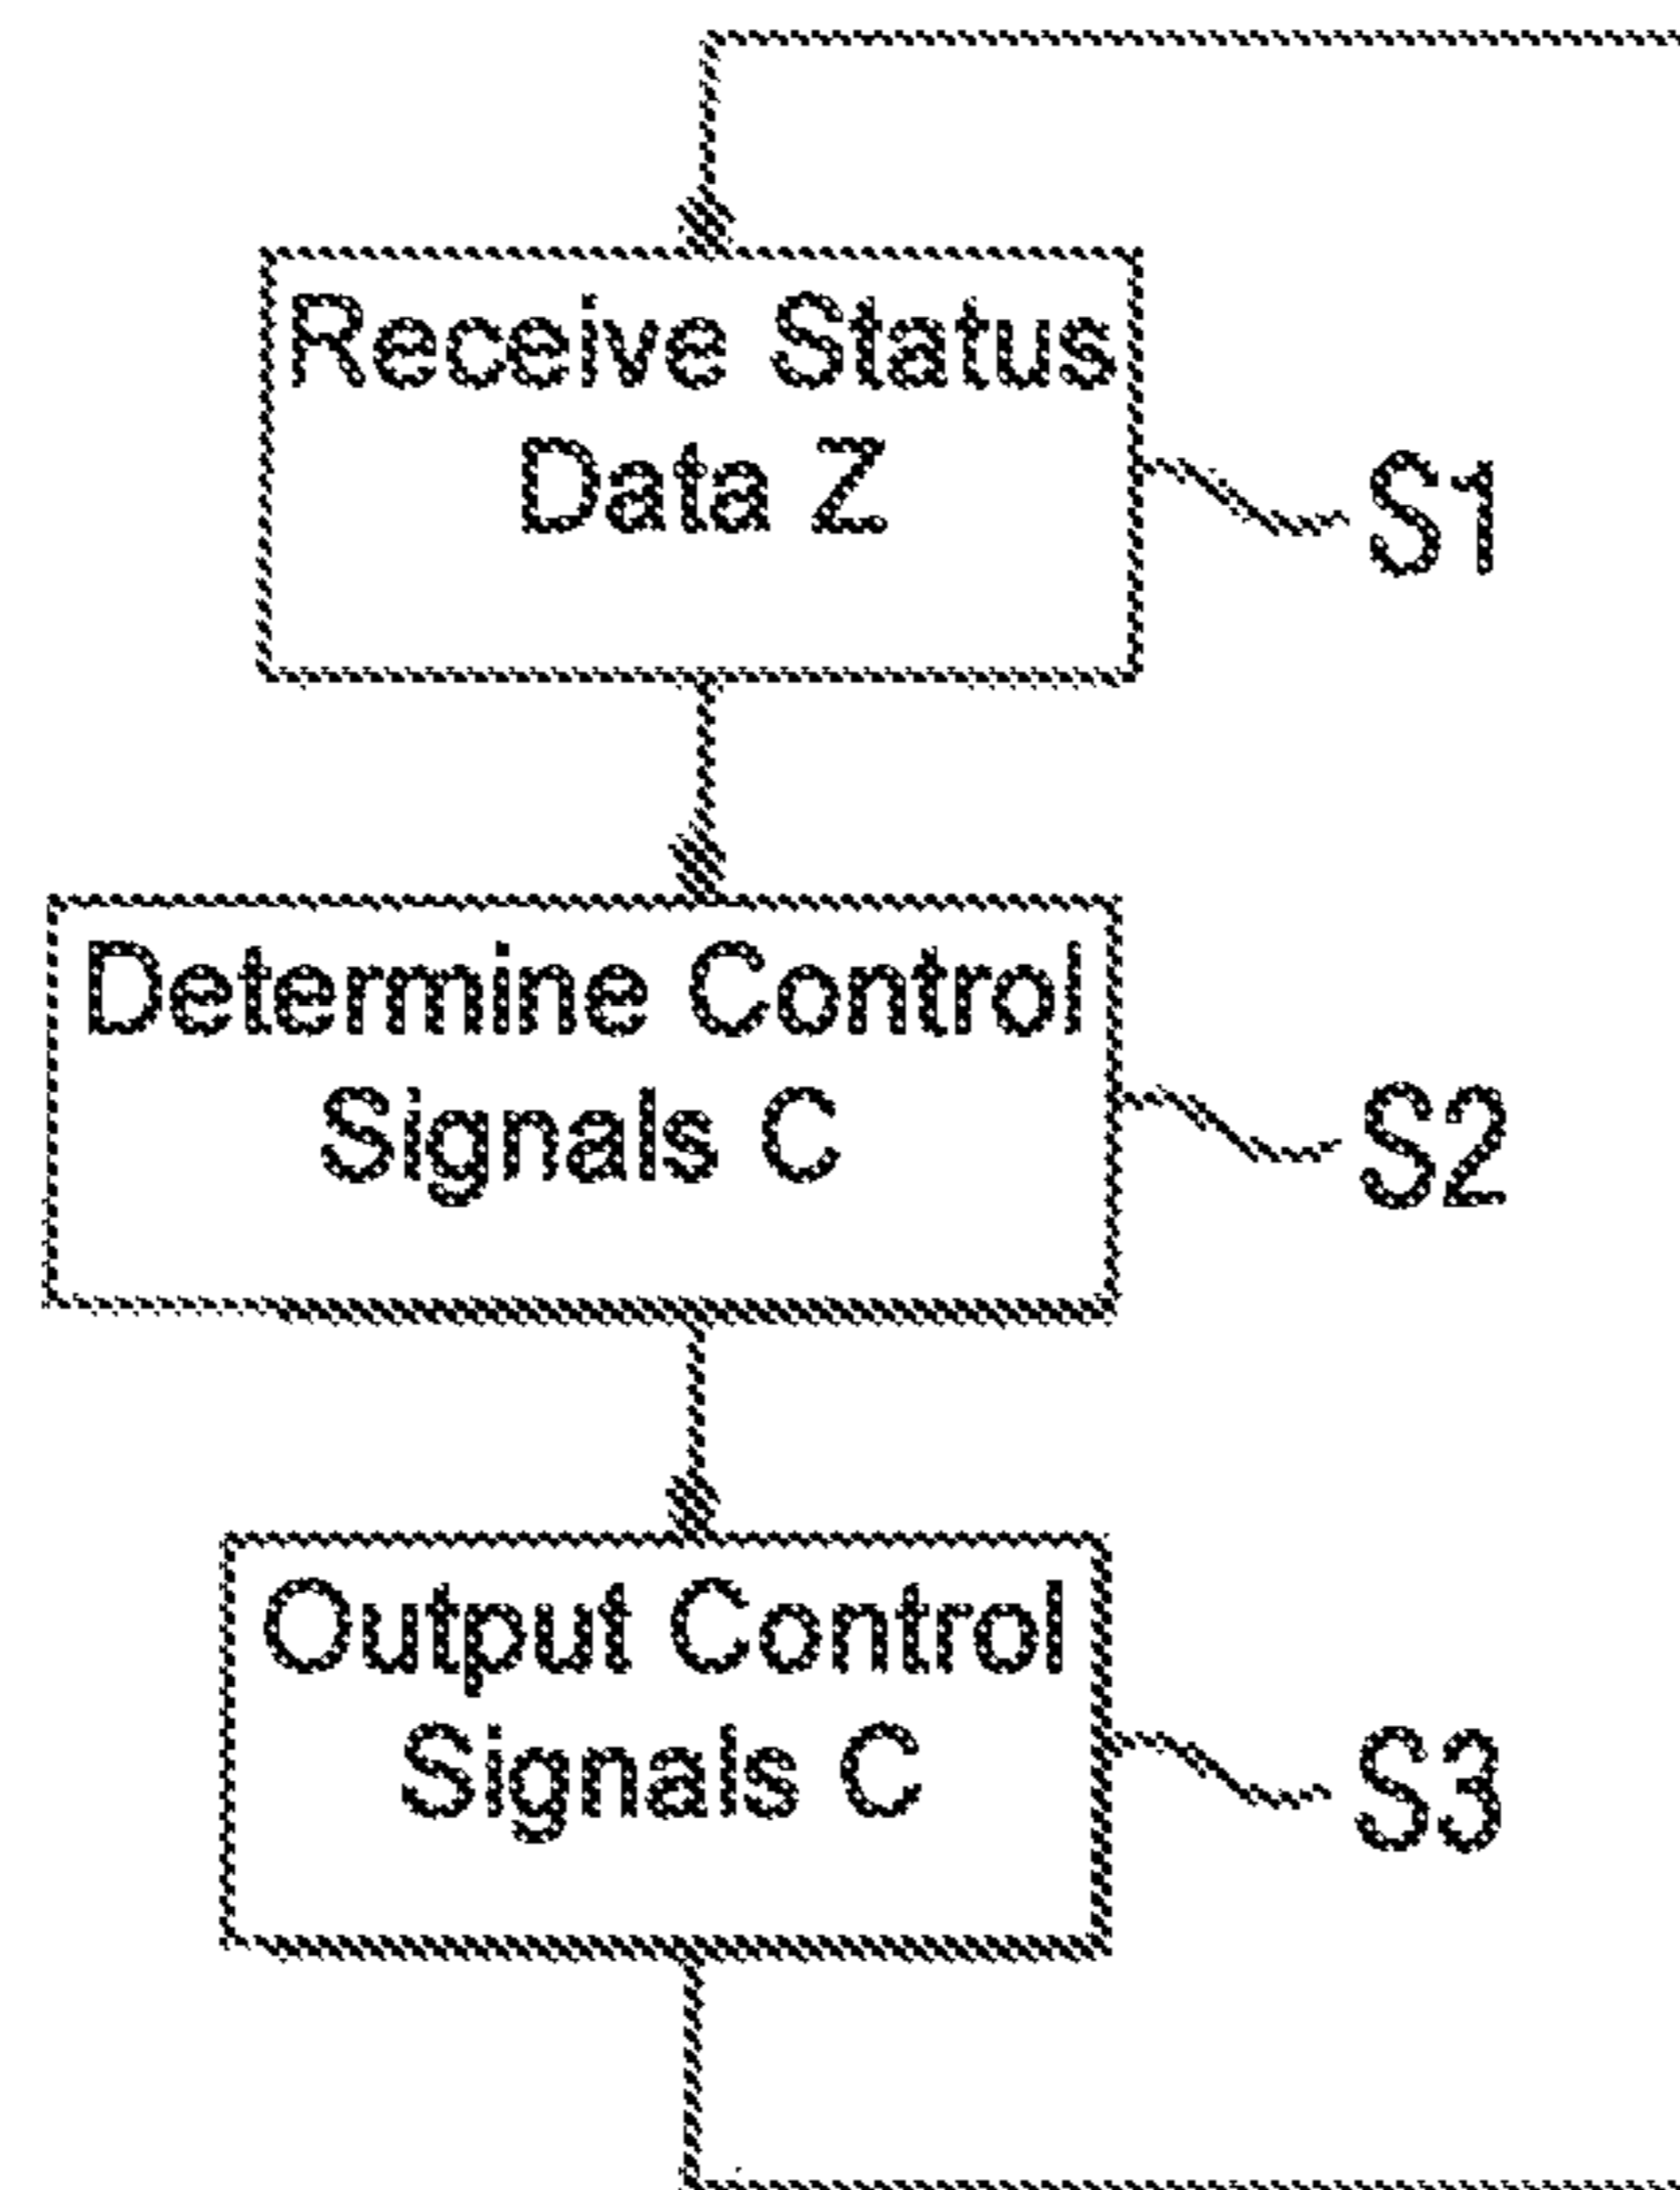 Receive Status
Data Z
S1
Determine Control
Signals C
S2
Output Control
Signals C
S3